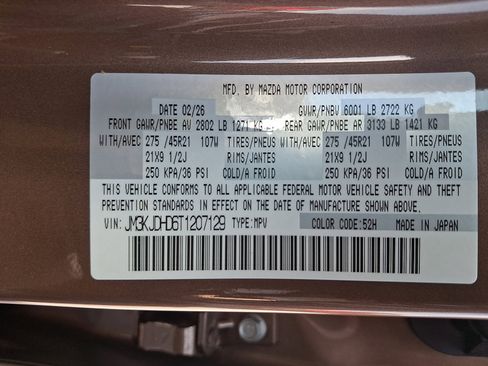 MFD. BY MAZDA MOTOR CORPORATION
DATE 02/26 GVWR/PNBV 6001 LB 2722 KG
FRONT GAWR/PNBE AV 2802 LB 1271 KG REAR GAWR/PNBE AR 3133 LB 1421 KG
WITH/AVEC 275 /45R21 107W TIRES/PNEUS WITH/AVEC 275 /45R21 107W TIRES/PNEUS
21X9 1/2J RIMS/JANTES 21X9 1/2J RIMS/JANTES
250 KPA/36 PSI COLD/A FROID 250 KPA/36 PSI COLD/A FROID
THIS VEHICLE CONFORMS TO ALL APPLICABLE FEDERAL MOTOR VEHICLE SAFETY AND THEFT
PREVENTION STANDARDS IN EFFECT ON THE DATE OF MANUFACTURE SHOWN ABOVE.
VIN: JM3KJDHD6T1207129 TYPE: MPV COLOR CODE: 52H MADE IN JAPAN